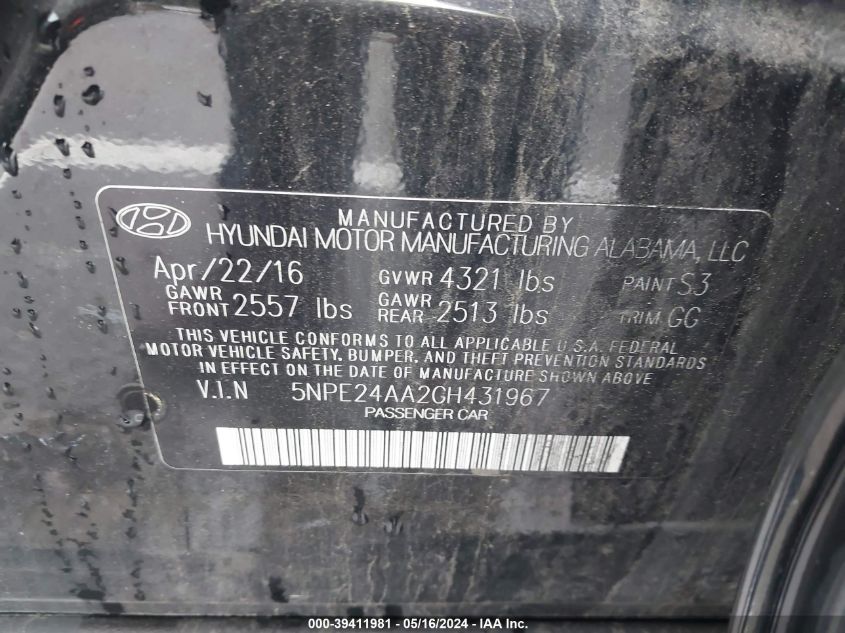 MANUFACTURED BY
HYUNDAI MOTOR MANUFACTURING ALABAMA, LLC
Apr/22/16 GVWR 4321 lbs PAINT S3
GAWR FRONT 2557 lbs GAWR REAR 2513 lbs TRIM GG
THIS VEHICLE CONFORMS TO ALL APPLICABLE U.S.A. FEDERAL
MOTOR VEHICLE SAFETY, BUMPER, AND THEFT PREVENTION STANDARDS
IN EFFECT ON THE DATE OF MANUFACTURE SHOWN ABOVE
V.I.N 5NPE24AA2GH431967
PASSENGER CAR
000-39411981 - 05/16/2024 - IAA Inc.